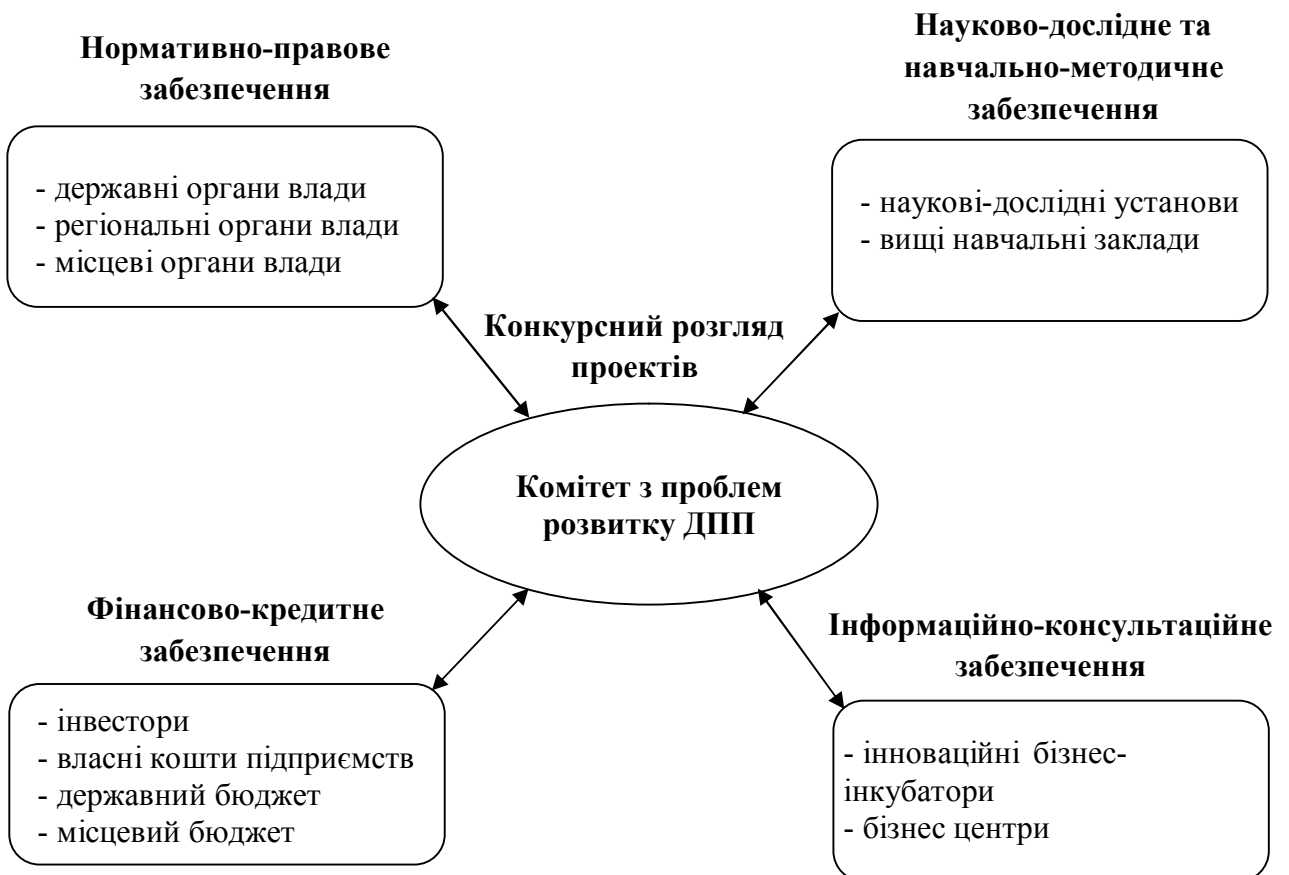 Нормативно-правове
забезпечення
- державні органи влади
- регіональні органи влади
- місцеві органи влади
Науково-дослідне та
навчально-методичне
забезпечення
- наукові-дослідні установи
- вищі навчальні заклади
Конкурсний розгляд
проектів
Комітет з проблем
розвитку ДПП
Фінансово-кредитне
забезпечення
- інвестори
- власні кошти підприємств
- державний бюджет
- місцевий бюджет
Інформаційно-консультаційне
забезпечення
- інноваційні бізнес-
інкубатори
- бізнес центри